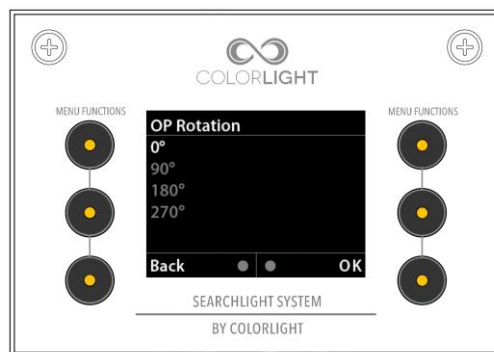 COLORLIGHT
MENU FUNCTIONS
MENU FUNCTIONS
OP Rotation
0°
90°
180°
270°
Back OK
SEARCHLIGHT SYSTEM
BY COLORLIGHT